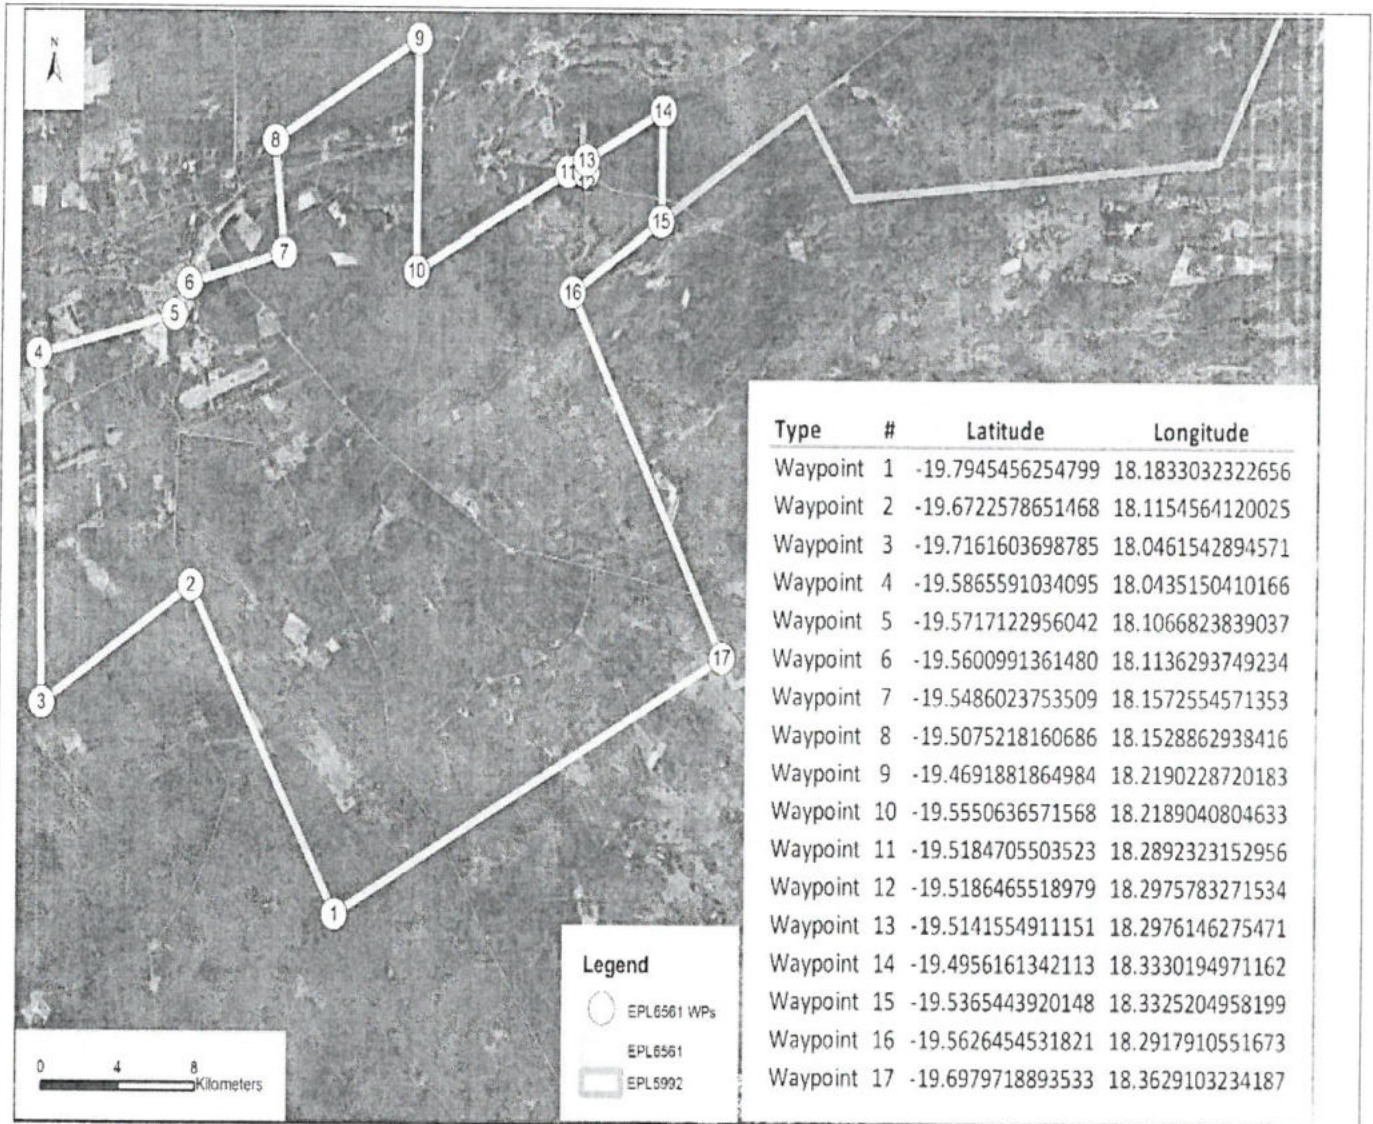 N
9
14
8
13
11
12
15
7
10
6
16
5
4
2
17
3
1
Type # Latitude Longitude
Waypoint 1 -19.7945456254799 18.1833032322656
Waypoint 2 -19.6722578651468 18.1154564120025
Waypoint 3 -19.7161603698785 18.0461542894571
Waypoint 4 -19.5865591034095 18.0435150410166
Waypoint 5 -19.5717122956042 18.1066823839037
Waypoint 6 -19.5600991361480 18.1136293749234
Waypoint 7 -19.5486023753509 18.1572554571353
Waypoint 8 -19.5075218160686 18.1528862938416
Waypoint 9 -19.4691881864984 18.2190228720183
Waypoint 10 -19.5550636571568 18.2189040804633
Waypoint 11 -19.5184705503523 18.2892323152956
Waypoint 12 -19.5186465518979 18.2975783271534
Waypoint 13 -19.5141554911151 18.2976146275471
Waypoint 14 -19.4956161342113 18.3330194971162
Waypoint 15 -19.5365443920148 18.3325204958199
Waypoint 16 -19.5626454531821 18.2917910551673
Waypoint 17 -19.6979718893533 18.3629103234187
Legend
EPL6561 WPs
EPL6561
EPL5992
0 4 8
Kilometers